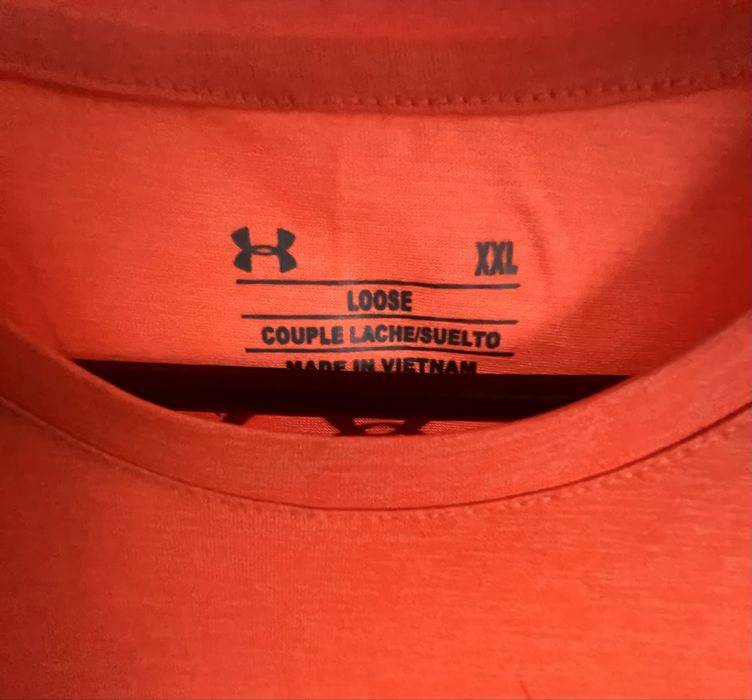 XXL
LOOSE
COUPLE LACHE/SUELTO
MADE IN VIETNAM